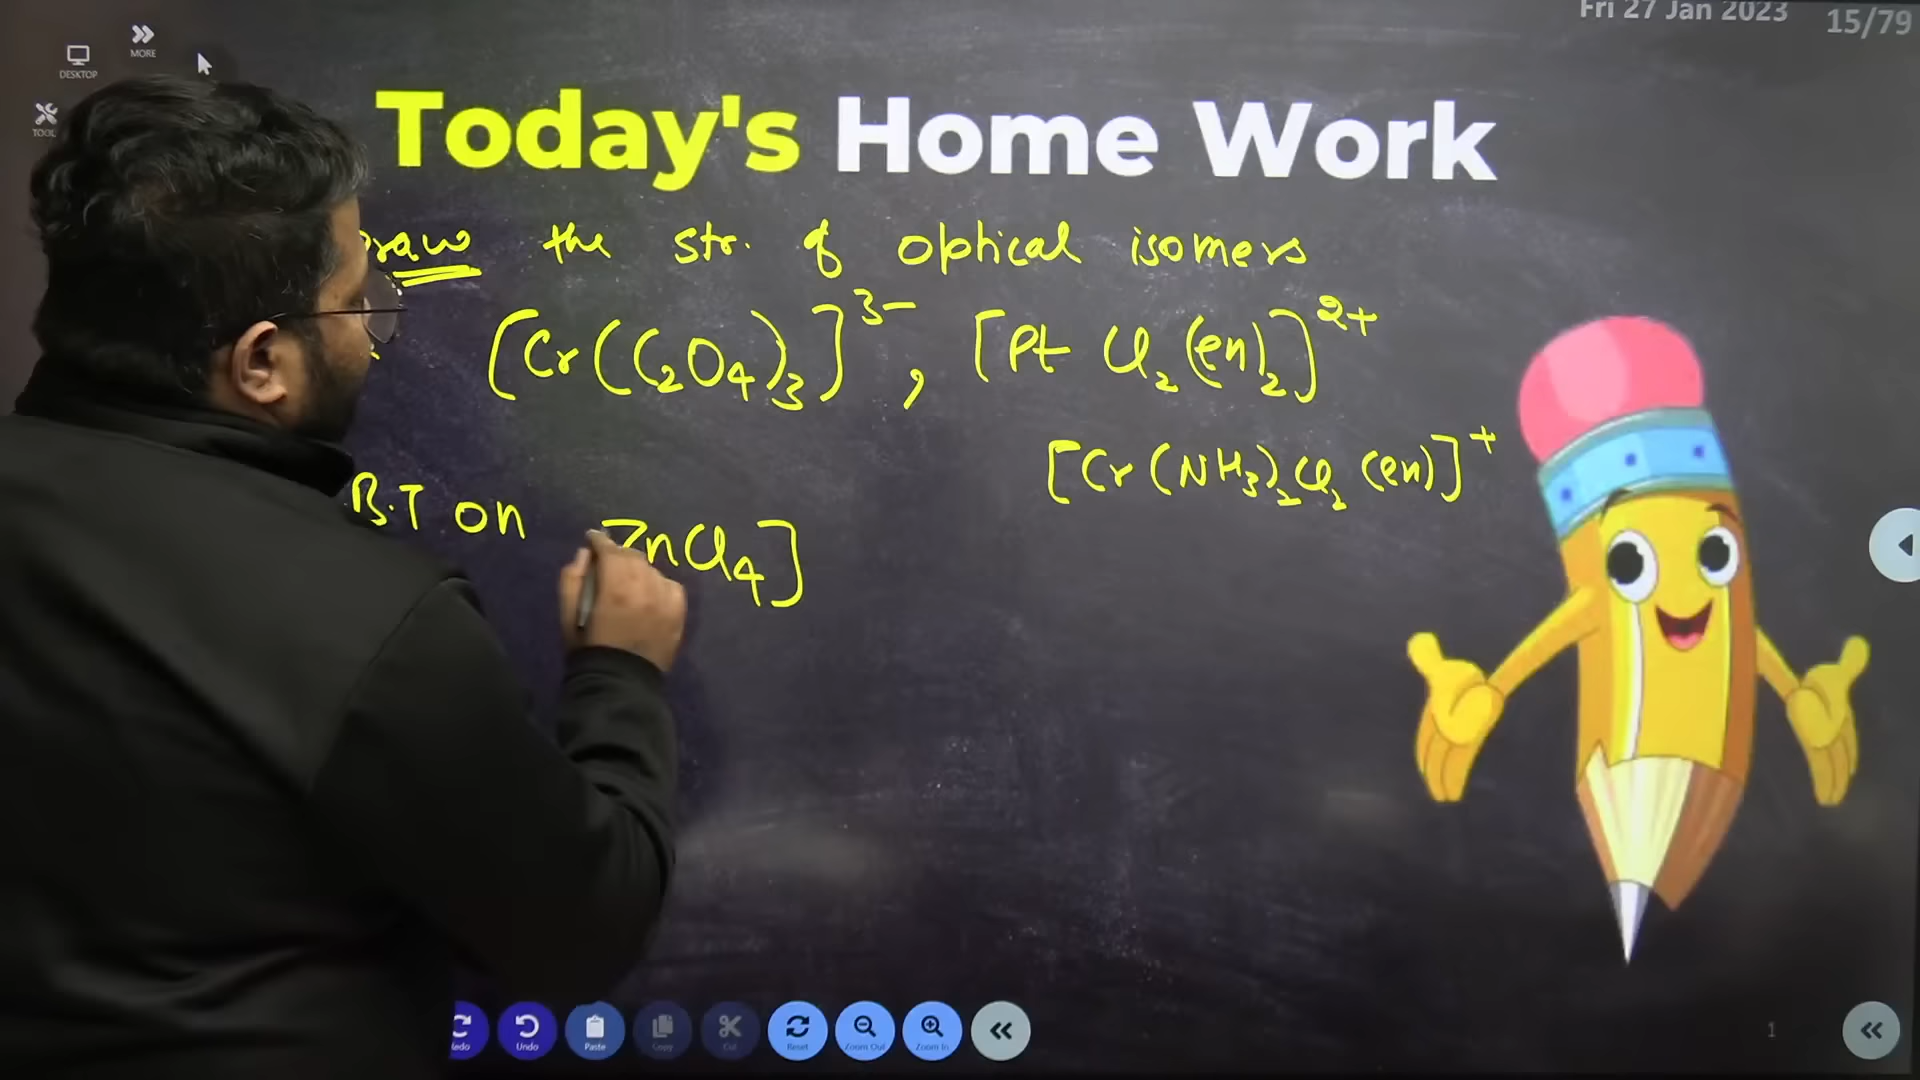 Fri 27 Jan 2023
15/79
MORE
DESKTOP
TOOL
Today's Home Work
raw the str. of optical isomers
[Cr(C₂O₄)₃]³⁻, [Pt Cl₂(en)₂]²⁺
[Cr(NH₃)₂Cl₂(en)]⁺
B.T on ZnCl₄]
Redo
Undo
Paste
Copy
Cut
Reset
Zoom Out
Zoom In
1